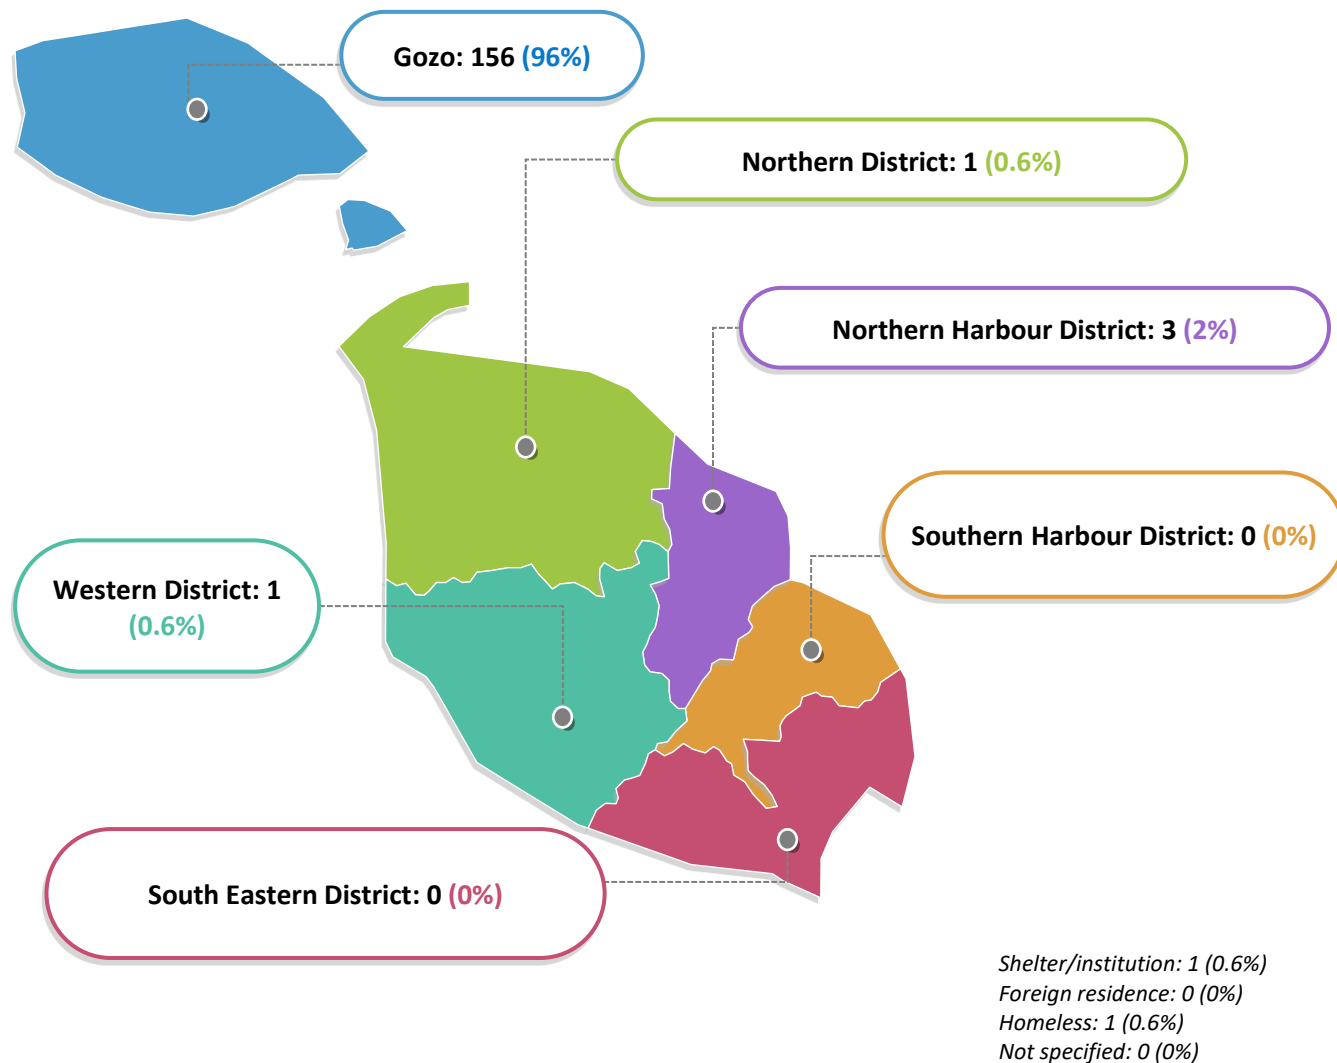 Gozo: 156 (96%)
Northern District: 1 (0.6%)
Northern Harbour District: 3 (2%)
Southern Harbour District: 0 (0%)
Western District: 1
(0.6%)
South Eastern District: 0 (0%)
Shelter/institution: 1 (0.6%)
Foreign residence: 0 (0%)
Homeless: 1 (0.6%)
Not specified: 0 (0%)